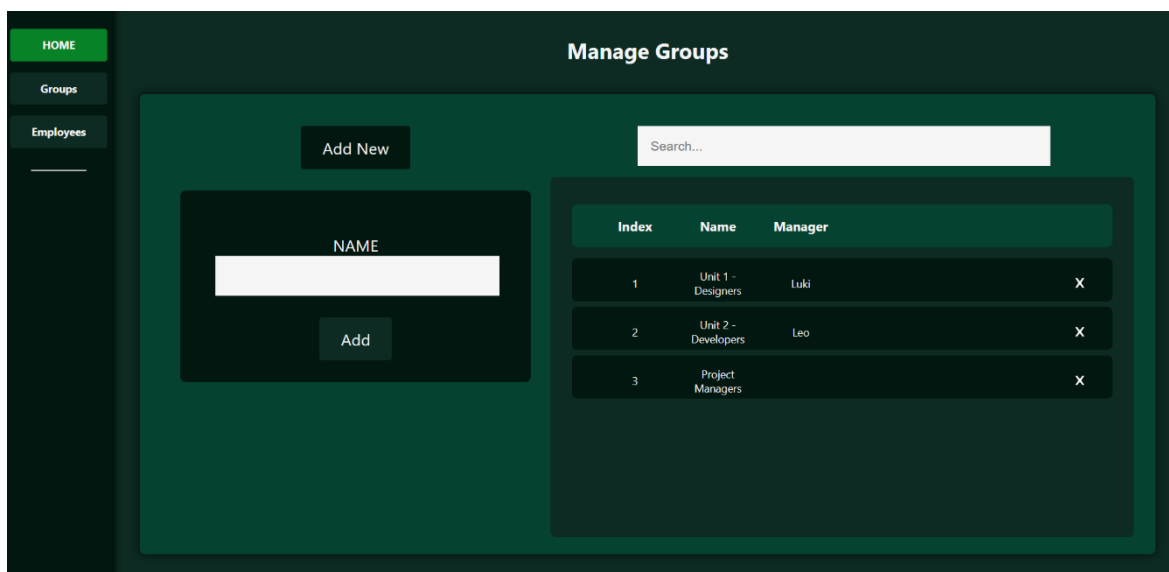 HOME
Groups
Employees
Manage Groups
Add New
NAME
Add
Search...
Index Name Manager
1 Unit 1 -
Designers Luki X
2 Unit 2 -
Developers Leo X
3 Project
Managers X